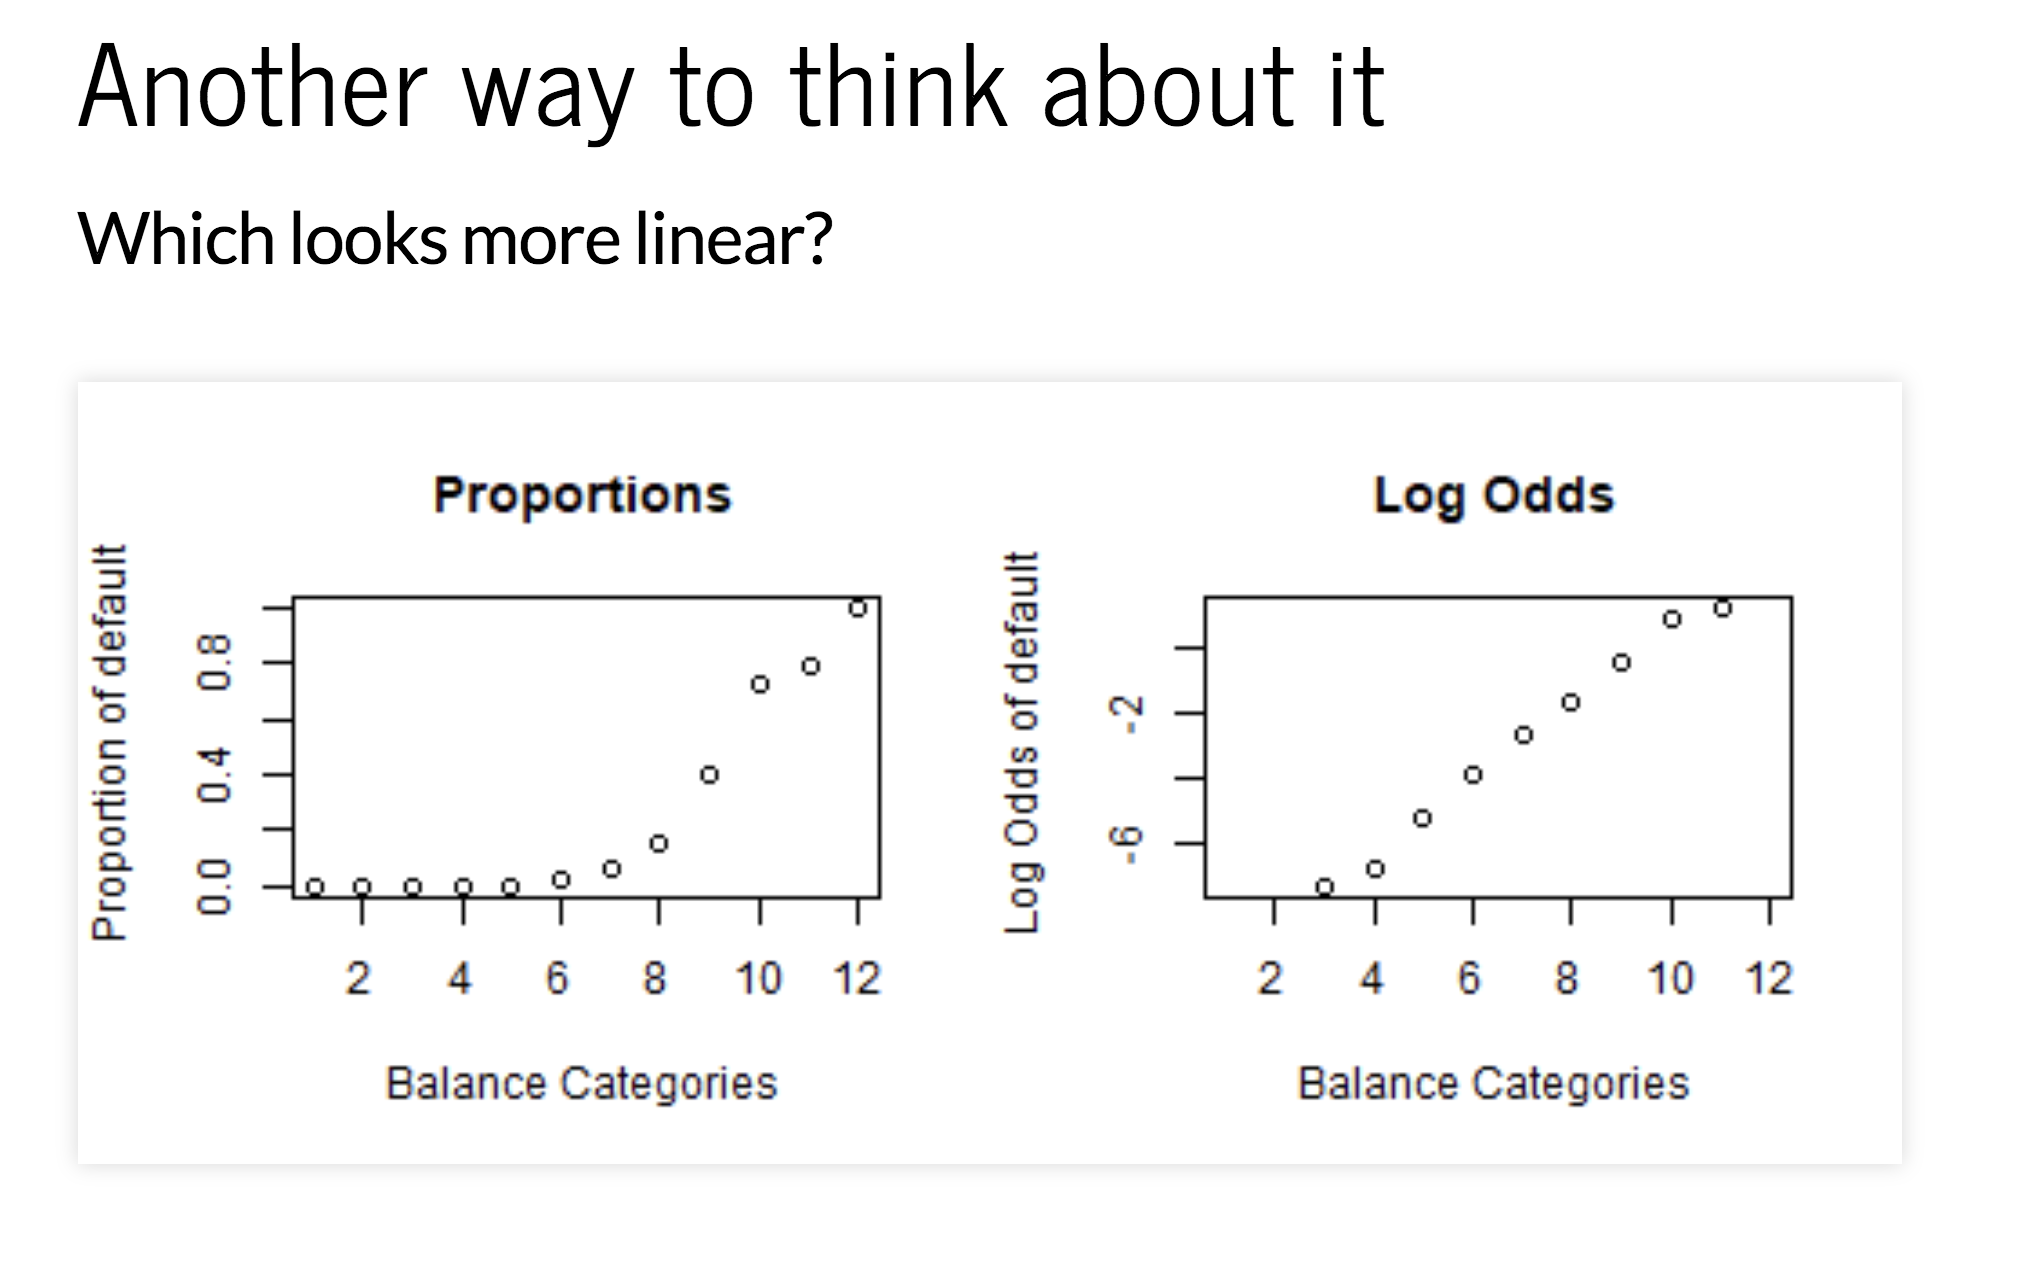 Another way to think about it
Which looks more linear?
Proportions
Proportion of default
0.8
0.4
0.0
2 4 6 8 10 12
Balance Categories
Log Odds
Log Odds of default
-2
-6
2 4 6 8 10 12
Balance Categories